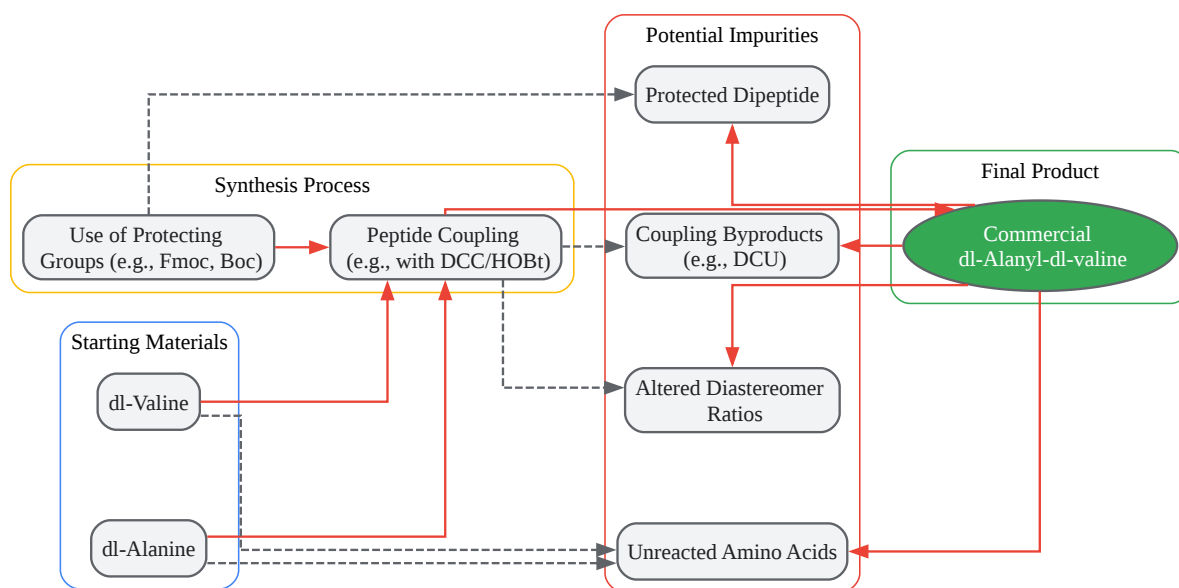 Potential Impurities
Protected Dipeptide
Synthesis Process
Final Product
Use of Protecting
Groups (e.g., Fmoc, Boc)
Peptide Coupling
(e.g., with DCC/HOBt)
Coupling Byproducts
(e.g., DCU)
Commercial
dl-Alanyl-dl-valine
Starting Materials
dl-Valine
Altered Diastereomer
Ratios
dl-Alanine
Unreacted Amino Acids